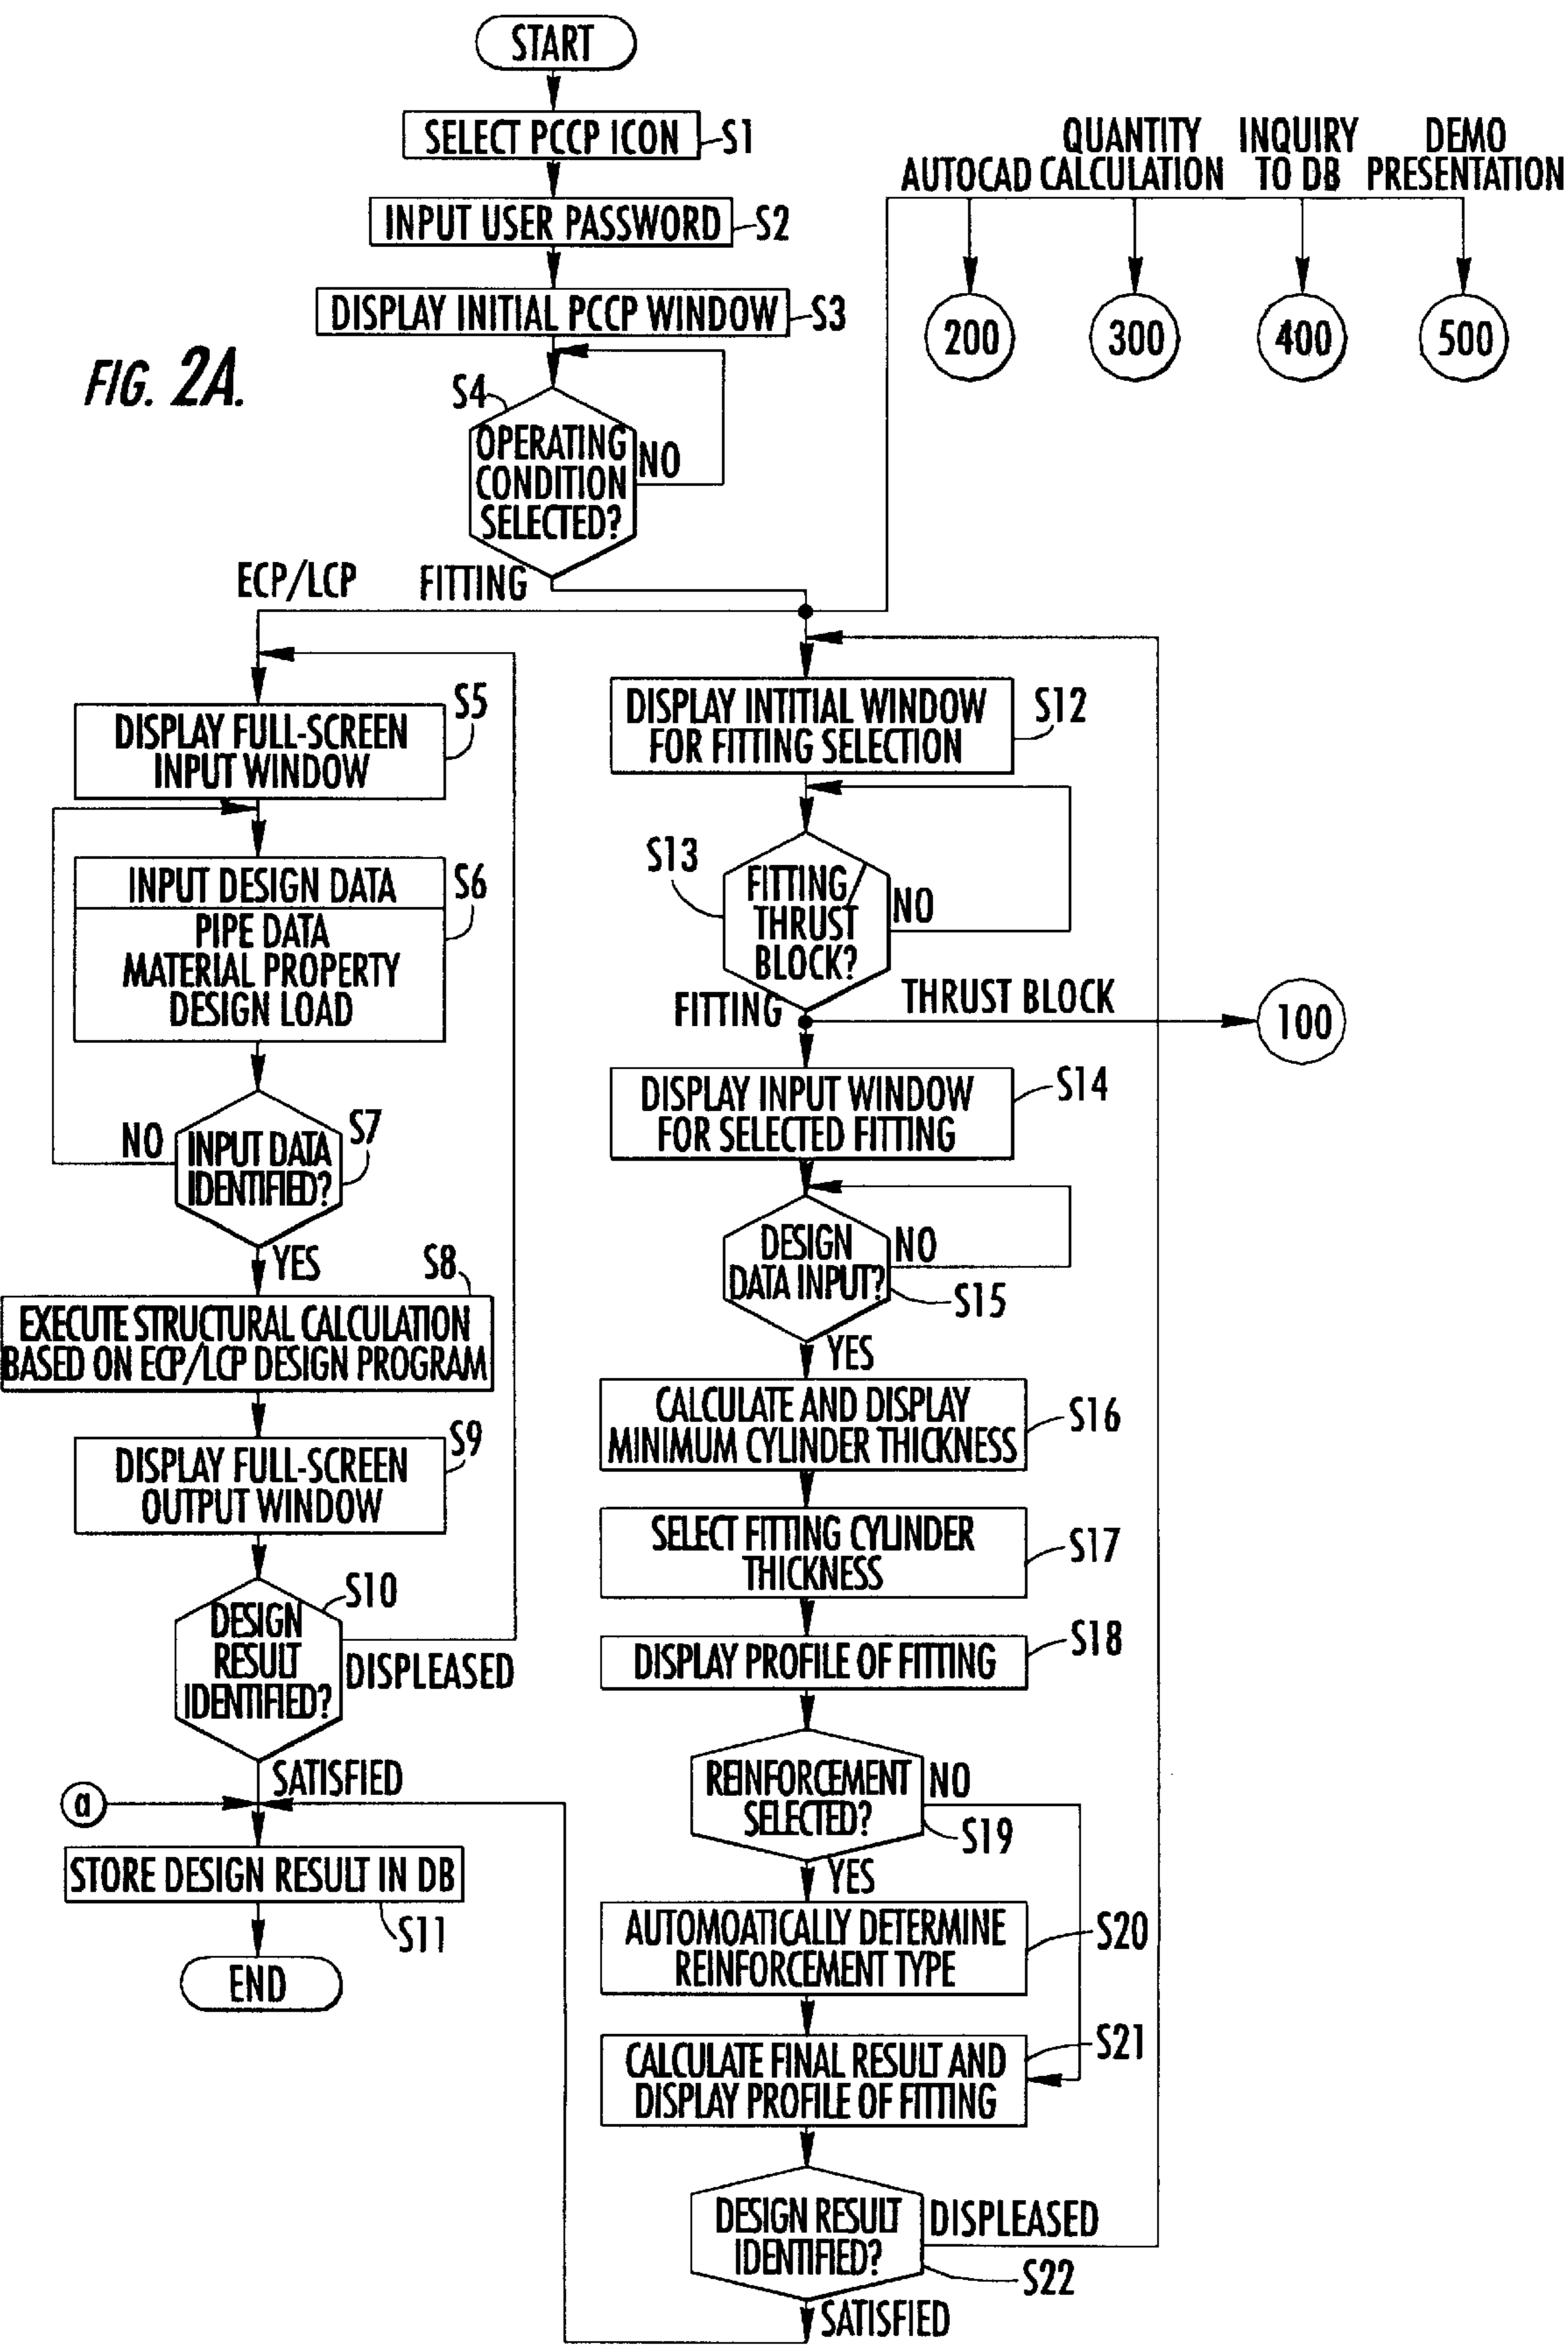 START
SELECT PCCP ICON
S1
INPUT USER PASSWORD
S2
DISPLAY INITIAL PCCP WINDOW
S3
FIG. 2A.
AUTOCAD
QUANTITY
CALCULATION
INQUIRY
TO DB
DEMO
PRESENTATION
200
300
400
500
S4
OPERATING
CONDITION
SELECTED?
NO
ECP/LCP
FITTING
DISPLAY FULL-SCREEN
INPUT WINDOW
S5
INPUT DESIGN DATA
S6
PIPE DATA
MATERIAL PROPERTY
DESIGN LOAD
NO
INPUT DATA
IDENTIFIED?
S7
YES
S8
EXECUTE STRUCTURAL CALCULATION
BASED ON ECP/LCP DESIGN PROGRAM
DISPLAY FULL-SCREEN
OUTPUT WINDOW
S9
S10
DESIGN
RESULT
IDENTIFIED?
DISPLEASED
SATISFIED
a
STORE DESIGN RESULT IN DB
S11
END
DISPLAY INTITIAL WINDOW
FOR FITTING SELECTION
S12
S13
FITTING/
THRUST
BLOCK?
NO
FITTING
THRUST BLOCK
100
DISPLAY INPUT WINDOW
FOR SELECTED FITTING
S14
DESIGN
DATA INPUT?
NO
S15
YES
CALCULATE AND DISPLAY
MINIMUM CYLINDER THICKNESS
S16
SELECT FITTING CYLINDER
THICKNESS
S17
DISPLAY PROFILE OF FITTING
S18
REINFORCEMENT
SELECTED?
NO
S19
YES
AUTOMOATICALLY DETERMINE
REINFORCEMENT TYPE
S20
CALCULATE FINAL RESULT AND
DISPLAY PROFILE OF FITTING
S21
DESIGN RESULT
IDENTIFIED?
DISPLEASED
S22
SATISFIED